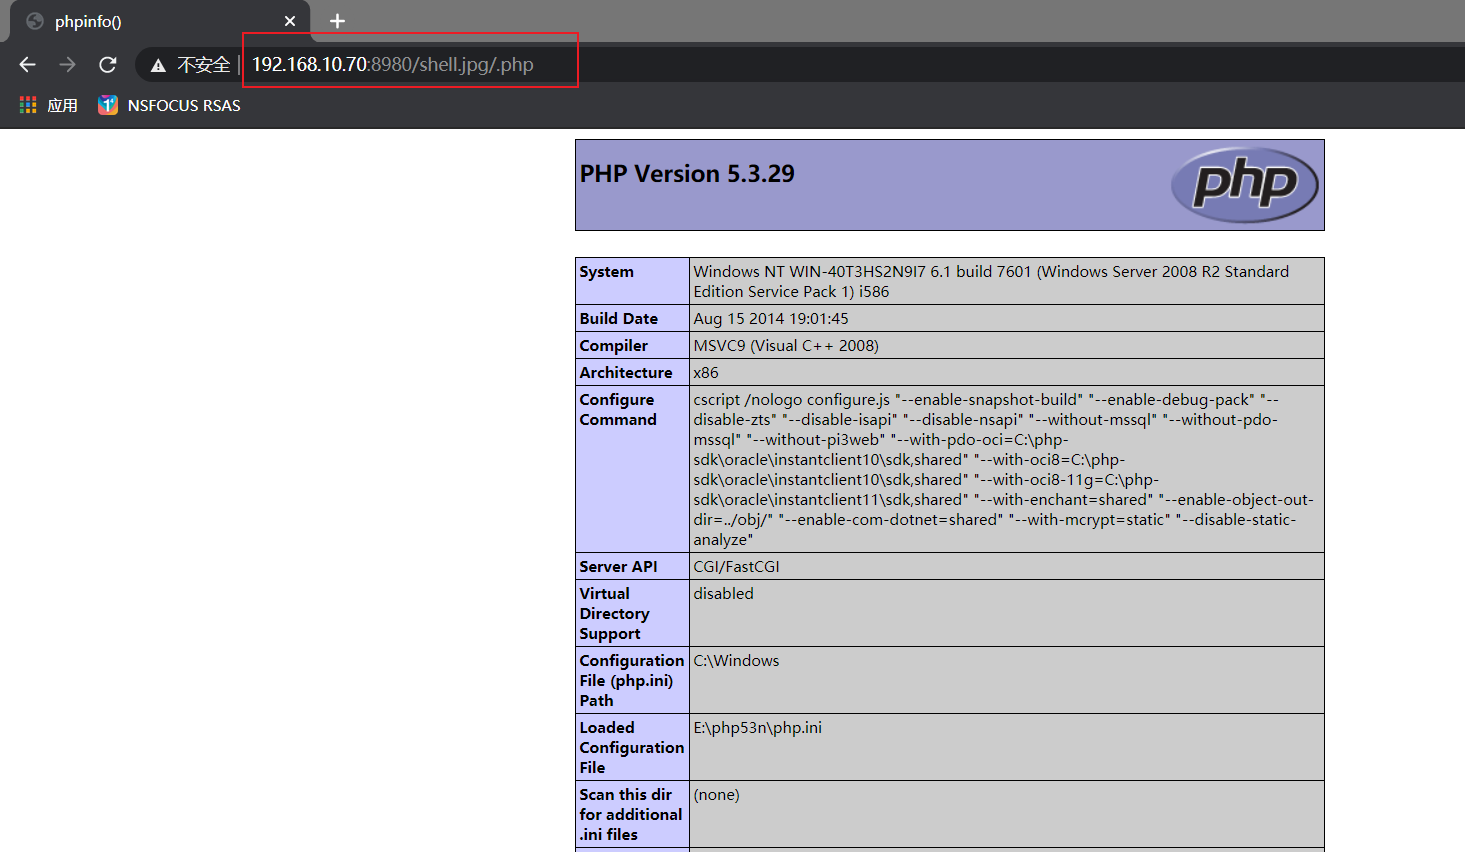 phpinfo()
不安全 | 192.168.10.70:8980/shell.jpg/.php
应用 NSFOCUS RSAS
PHP Version 5.3.29
php
System
Windows NT WIN-40T3HS2N9I7 6.1 build 7601 (Windows Server 2008 R2 Standard
Edition Service Pack 1) i586
Build Date
Aug 15 2014 19:01:45
Compiler
MSVC9 (Visual C++ 2008)
Architecture
x86
Configure
Command
cscript /nologo configure.js "--enable-snapshot-build" "--enable-debug-pack" "--
disable-zts" "--disable-isapi" "--disable-nsapi" "--without-mssql" "--without-pdo-
mssql" "--without-pi3web" "--with-pdo-oci=C:\php-
sdk\oracle\instantclient10\sdk,shared" "--with-oci8=C:\php-
sdk\oracle\instantclient10\sdk,shared" "--with-oci8-11g=C:\php-
sdk\oracle\instantclient11\sdk,shared" "--with-enchant=shared" "--enable-object-out-
dir=../obj/" "--enable-com-dotnet=shared" "--with-mcrypt=static" "--disable-static-
analyze"
Server API
CGI/FastCGI
Virtual
Directory
Support
disabled
Configuration
File (php.ini)
Path
C:\Windows
Loaded
Configuration
File
E:\php53n\php.ini
Scan this dir
for additional
.ini files
(none)